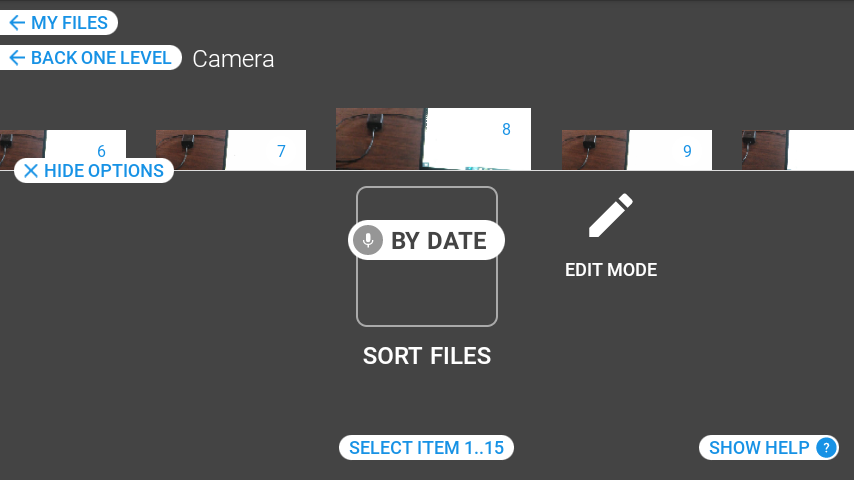 MY FILES
BACK ONE LEVEL
Camera
6
7
8
9
HIDE OPTIONS
BY DATE
EDIT MODE
SORT FILES
SELECT ITEM 1..15
SHOW HELP ?